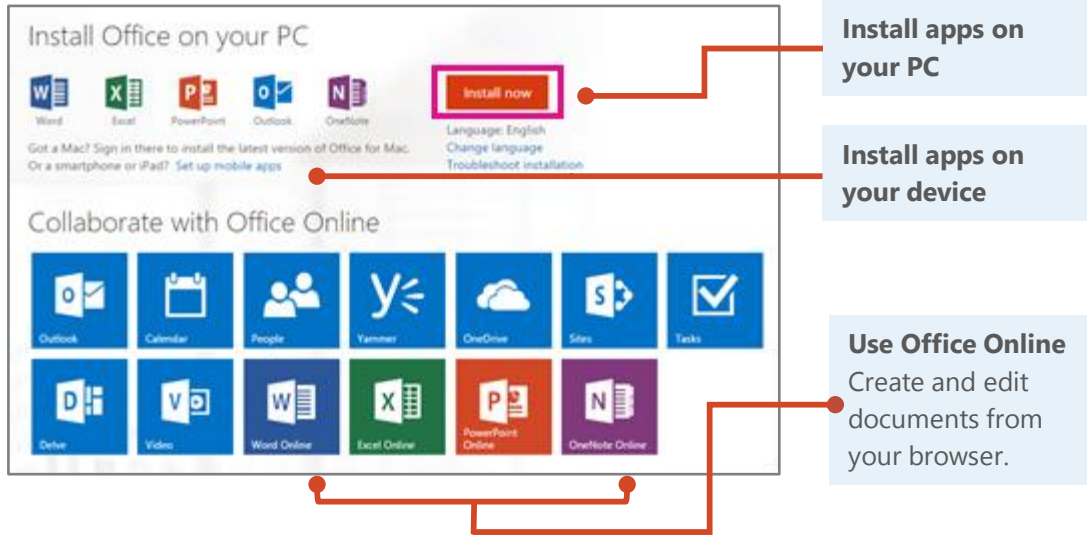 Install Office on your PC
Word Excel PowerPoint Outlook OneNote
Install now
Got a Mac? Sign in there to install the latest version of Office for Mac.
Or a smartphone or iPad? Set up mobile apps
Language: English
Change language
Troubleshoot installation
Install apps on
your PC
Install apps on
your device
Collaborate with Office Online
Outlook Calendar People Yammer OneDrive Sites Tasks
Delve Video Word Online Excel Online PowerPoint
Online OneNote Online
Use Office Online
Create and edit
documents from
your browser.